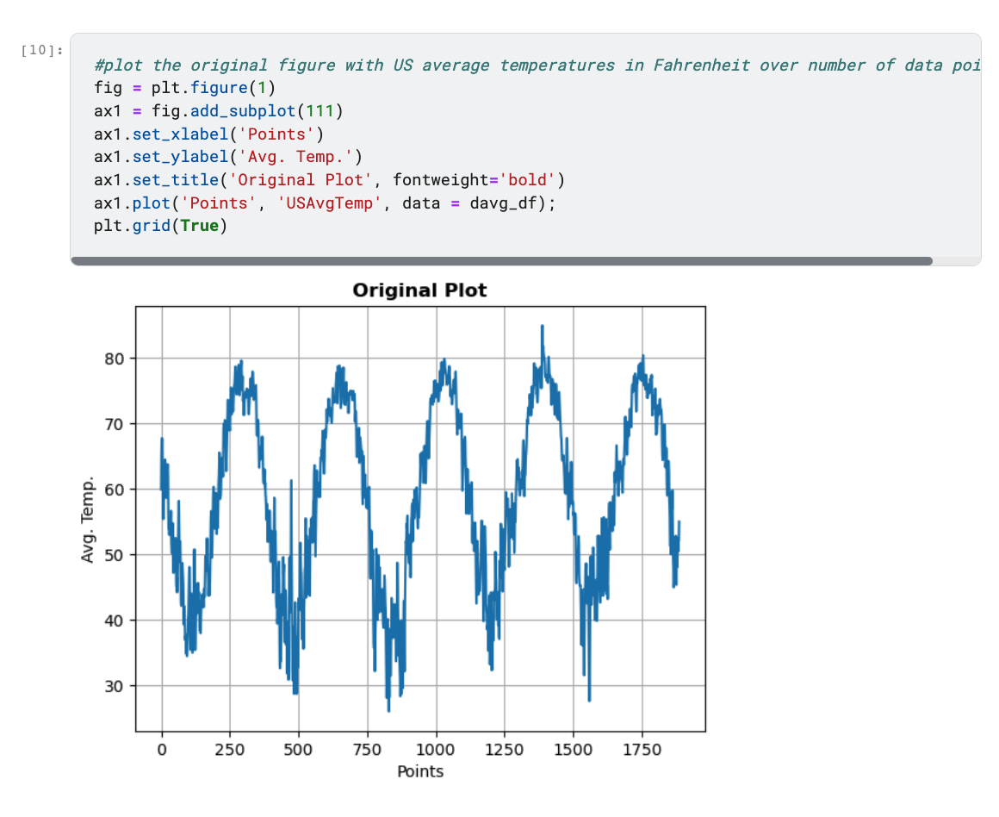 [10]:
#plot the original figure with US average temperatures in Fahrenheit over number of data poi
fig = plt.figure(1)
ax1 = fig.add_subplot(111)
ax1.set_xlabel('Points')
ax1.set_ylabel('Avg. Temp.')
ax1.set_title('Original Plot', fontweight='bold')
ax1.plot('Points', 'USAvgTemp', data = davg_df);
plt.grid(True)
Original Plot
80
70
60
50
40
30
Avg. Temp.
0 250 500 750 1000 1250 1500 1750
Points